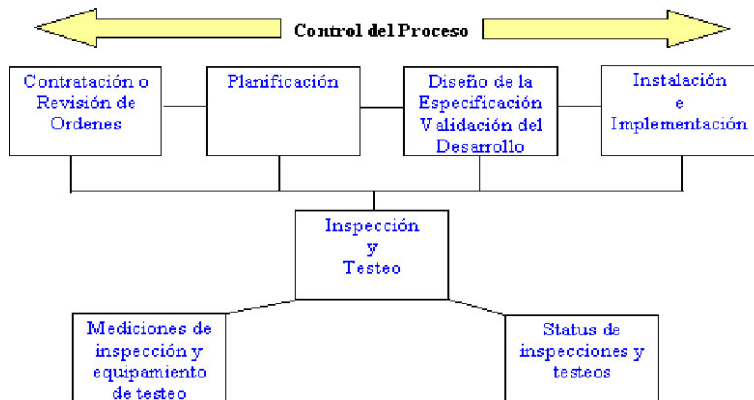 Control del Proceso
Contratación o
Revisión de
Ordenes
Planificación
Diseño de la
Especificación
Validación del
Desarrollo
Instalación
e
Implementación
Inspección
y
Testeo
Mediciones de
inspección y
equipamiento
de testeo
Status de
inspecciones y
testeos